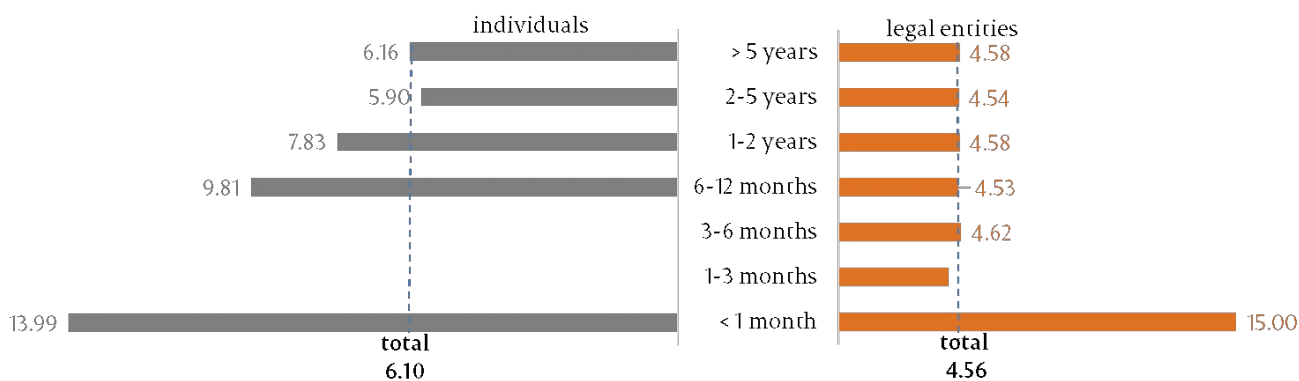 individuals
legal entities
6.16 > 5 years 4.58
5.90 2-5 years 4.54
7.83 1-2 years 4.58
9.81 6-12 months 4.53
3-6 months 4.62
1-3 months
13.99 < 1 month 15.00
total total
6.10 4.56